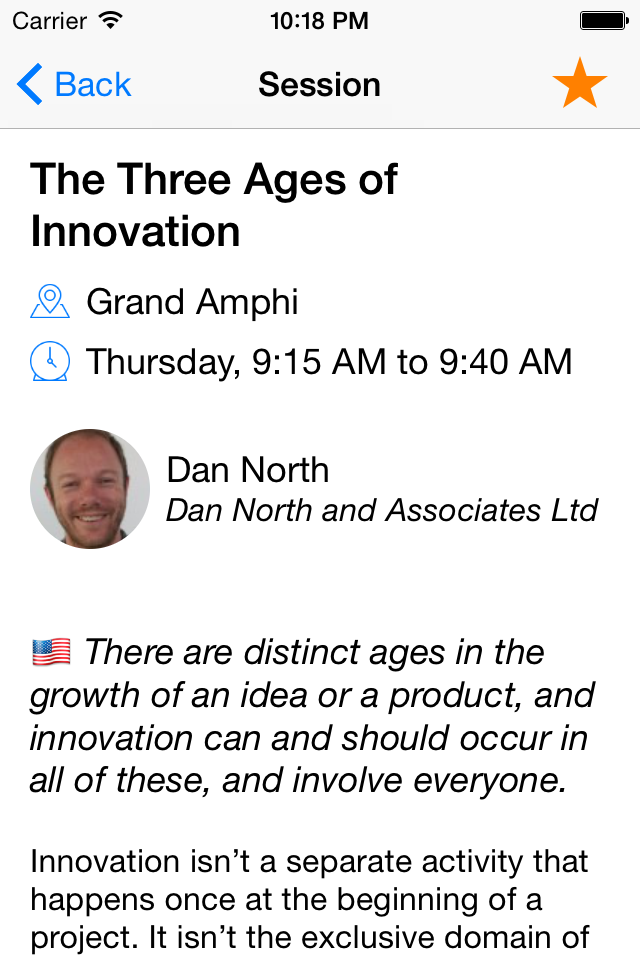 Carrier 10:18 PM
Back Session
The Three Ages of
Innovation
Grand Amphi
Thursday, 9:15 AM to 9:40 AM
Dan North
Dan North and Associates Ltd
There are distinct ages in the
growth of an idea or a product, and
innovation can and should occur in
all of these, and involve everyone.
Innovation isn’t a separate activity that
happens once at the beginning of a
project. It isn’t the exclusive domain of